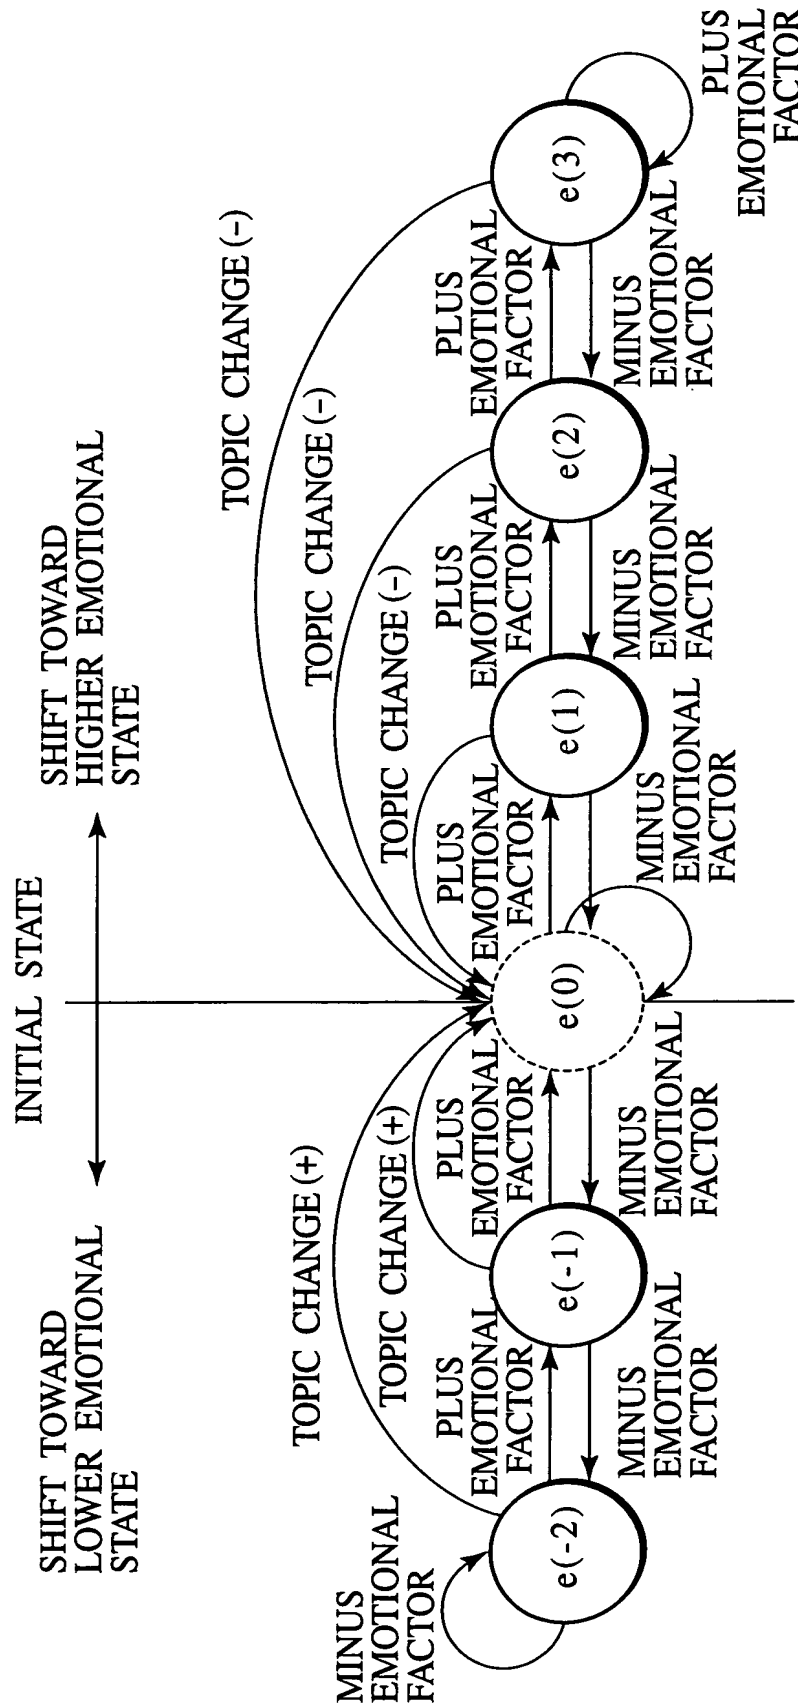 INITIAL STATE
SHIFT TOWARD
LOWER EMOTIONAL
STATE
SHIFT TOWARD
HIGHER EMOTIONAL
STATE
TOPIC CHANGE(-)
TOPIC CHANGE(+)
TOPIC CHANGE(-)
TOPIC CHANGE(+)
TOPIC CHANGE(-)
MINUS
EMOTIONAL
FACTOR
PLUS
EMOTIONAL
FACTOR
PLUS
EMOTIONAL
FACTOR
PLUS
EMOTIONAL
FACTOR
PLUS
EMOTIONAL
FACTOR
PLUS
EMOTIONAL
FACTOR
e(-2)
e(-1)
e(0)
e(1)
e(2)
e(3)
MINUS
EMOTIONAL
FACTOR
MINUS
EMOTIONAL
FACTOR
MINUS
EMOTIONAL
FACTOR
MINUS
EMOTIONAL
FACTOR
MINUS
EMOTIONAL
FACTOR
PLUS
EMOTIONAL
FACTOR